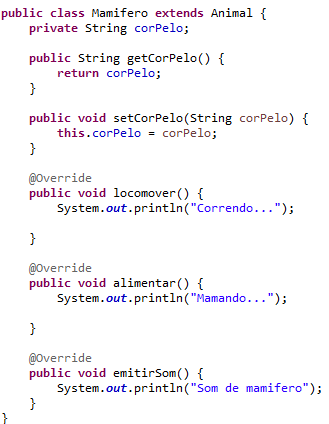 public class Mamifero extends Animal {
    private String corPelo;

    public String getCorPelo() {
        return corPelo;
    }

    public void setCorPelo(String corPelo) {
        this.corPelo = corPelo;
    }

    @Override
    public void locomover() {
        System.out.println("Correndo...");

    }

    @Override
    public void alimentar() {
        System.out.println("Mamando...");

    }

    @Override
    public void emitirSom() {
        System.out.println("Som de mamifero");
    }
}